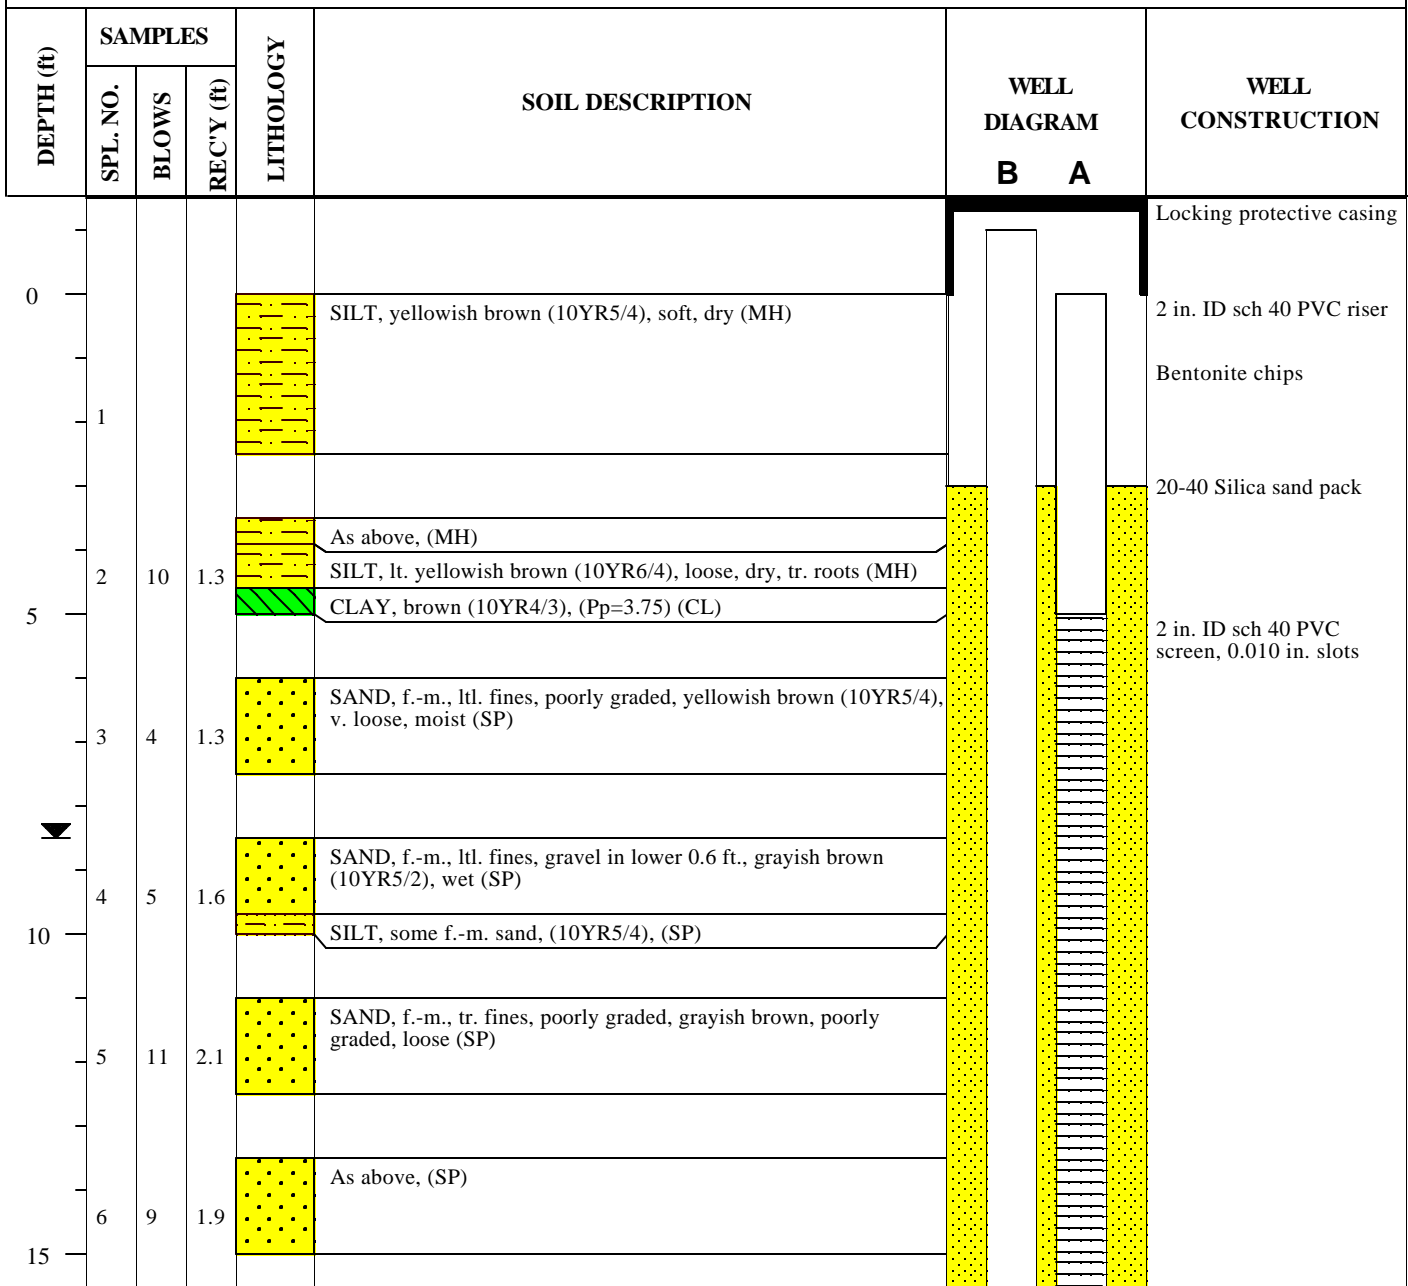 SAMPLES
DEPTH (ft)
SPL. NO.
BLOWS
REC'Y (ft)
LITHOLOGY
SOIL DESCRIPTION
WELL
DIAGRAM
B A
WELL
CONSTRUCTION
Locking protective casing
0
SILT, yellowish brown (10YR5/4), soft, dry (MH)
2 in. ID sch 40 PVC riser
Bentonite chips
1
20-40 Silica sand pack
As above, (MH)
2 10 1.3
SILT, lt. yellowish brown (10YR6/4), loose, dry, tr. roots (MH)
CLAY, brown (10YR4/3), (Pp=3.75) (CL)
5
2 in. ID sch 40 PVC
screen, 0.010 in. slots
SAND, f.-m., ltl. fines, poorly graded, yellowish brown (10YR5/4),
v. loose, moist (SP)
3 4 1.3
SAND, f.-m., ltl. fines, gravel in lower 0.6 ft., grayish brown
(10YR5/2), wet (SP)
4 5 1.6
SILT, some f.-m. sand, (10YR5/4), (SP)
10
SAND, f.-m., tr. fines, poorly graded, grayish brown, poorly
graded, loose (SP)
5 11 2.1
As above, (SP)
6 9 1.9
15